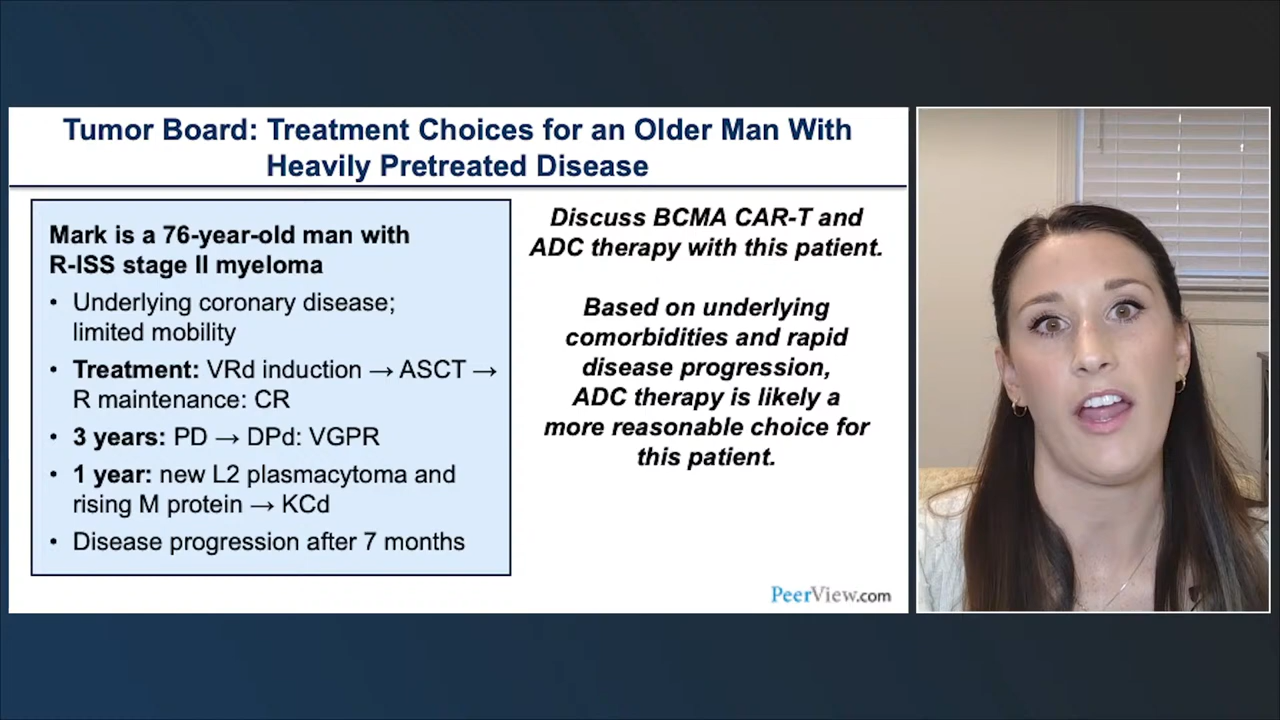 Tumor Board: Treatment Choices for an Older Man With
Heavily Pretreated Disease
Mark is a 76-year-old man with
R-ISS stage II myeloma
• Underlying coronary disease;
limited mobility
• Treatment: VRd induction → ASCT →
R maintenance: CR
• 3 years: PD → DPd: VGPR
• 1 year: new L2 plasmacytoma and
rising M protein → KCd
• Disease progression after 7 months
Discuss BCMA CAR-T and
ADC therapy with this patient.
Based on underlying
comorbidities and rapid
disease progression,
ADC therapy is likely a
more reasonable choice for
this patient.
PeerView.com